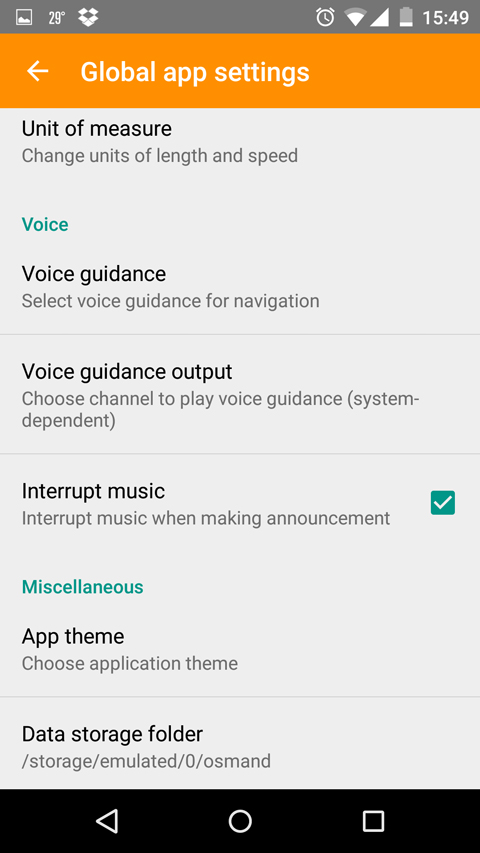 29° 15:49
Global app settings
Unit of measure
Change units of length and speed
Voice
Voice guidance
Select voice guidance for navigation
Voice guidance output
Choose channel to play voice guidance (system-
dependent)
Interrupt music
Interrupt music when making announcement
Miscellaneous
App theme
Choose application theme
Data storage folder
/storage/emulated/0/osmand